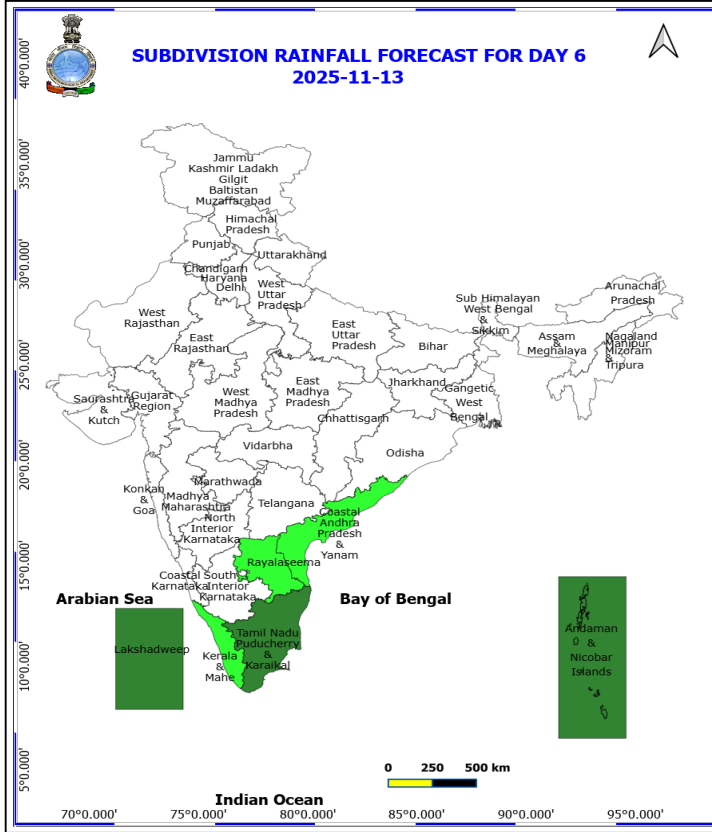 SUBDIVISION RAINFALL FORECAST FOR DAY 6
2025-11-13
40°0.000'
35°0.000'
30°0.000'
25°0.000'
20°0.000'
15°0.000'
10°0.000'
5°0.000'
Jammu
Kashmir Ladakh
Gilgit
Baltistan
Muzaffarabad
Himachal
Pradesh
Punjab
Uttarakhand
Chandigarh
Haryana
Delhi
West
Uttar
Pradesh
West
Rajasthan
East
Rajasthan
East
Uttar
Pradesh
Bihar
Sub Himalayan
West Bengal
&
Sikkim
Arunachal
Pradesh
Assam
&
Meghalaya
Nagaland
Manipur
Mizoram
&
Tripura
Saurashtra
&
Kutch
Gujarat
Region
West
Madhya
Pradesh
East
Madhya
Pradesh
Jharkhand
Gangetic
West
Bengal
Chhattisgarh
Odisha
Vidarbha
Konkan
&
Goa
Marathwada
Madhya
Maharashtra
North
Interior
Karnataka
Telangana
Coastal
Andhra
Pradesh
&
Yanam
Rayalaseema
Coastal
Karnataka
South
Interior
Karnataka
Arabian Sea
Bay of Bengal
Lakshadweep
Kerala
&
Mahe
Tamil Nadu
Puducherry
&
Karaikal
Andaman
&
Nicobar
Islands
0 250 500 km
Indian Ocean
70°0.000' 75°0.000' 80°0.000' 85°0.000' 90°0.000' 95°0.000'